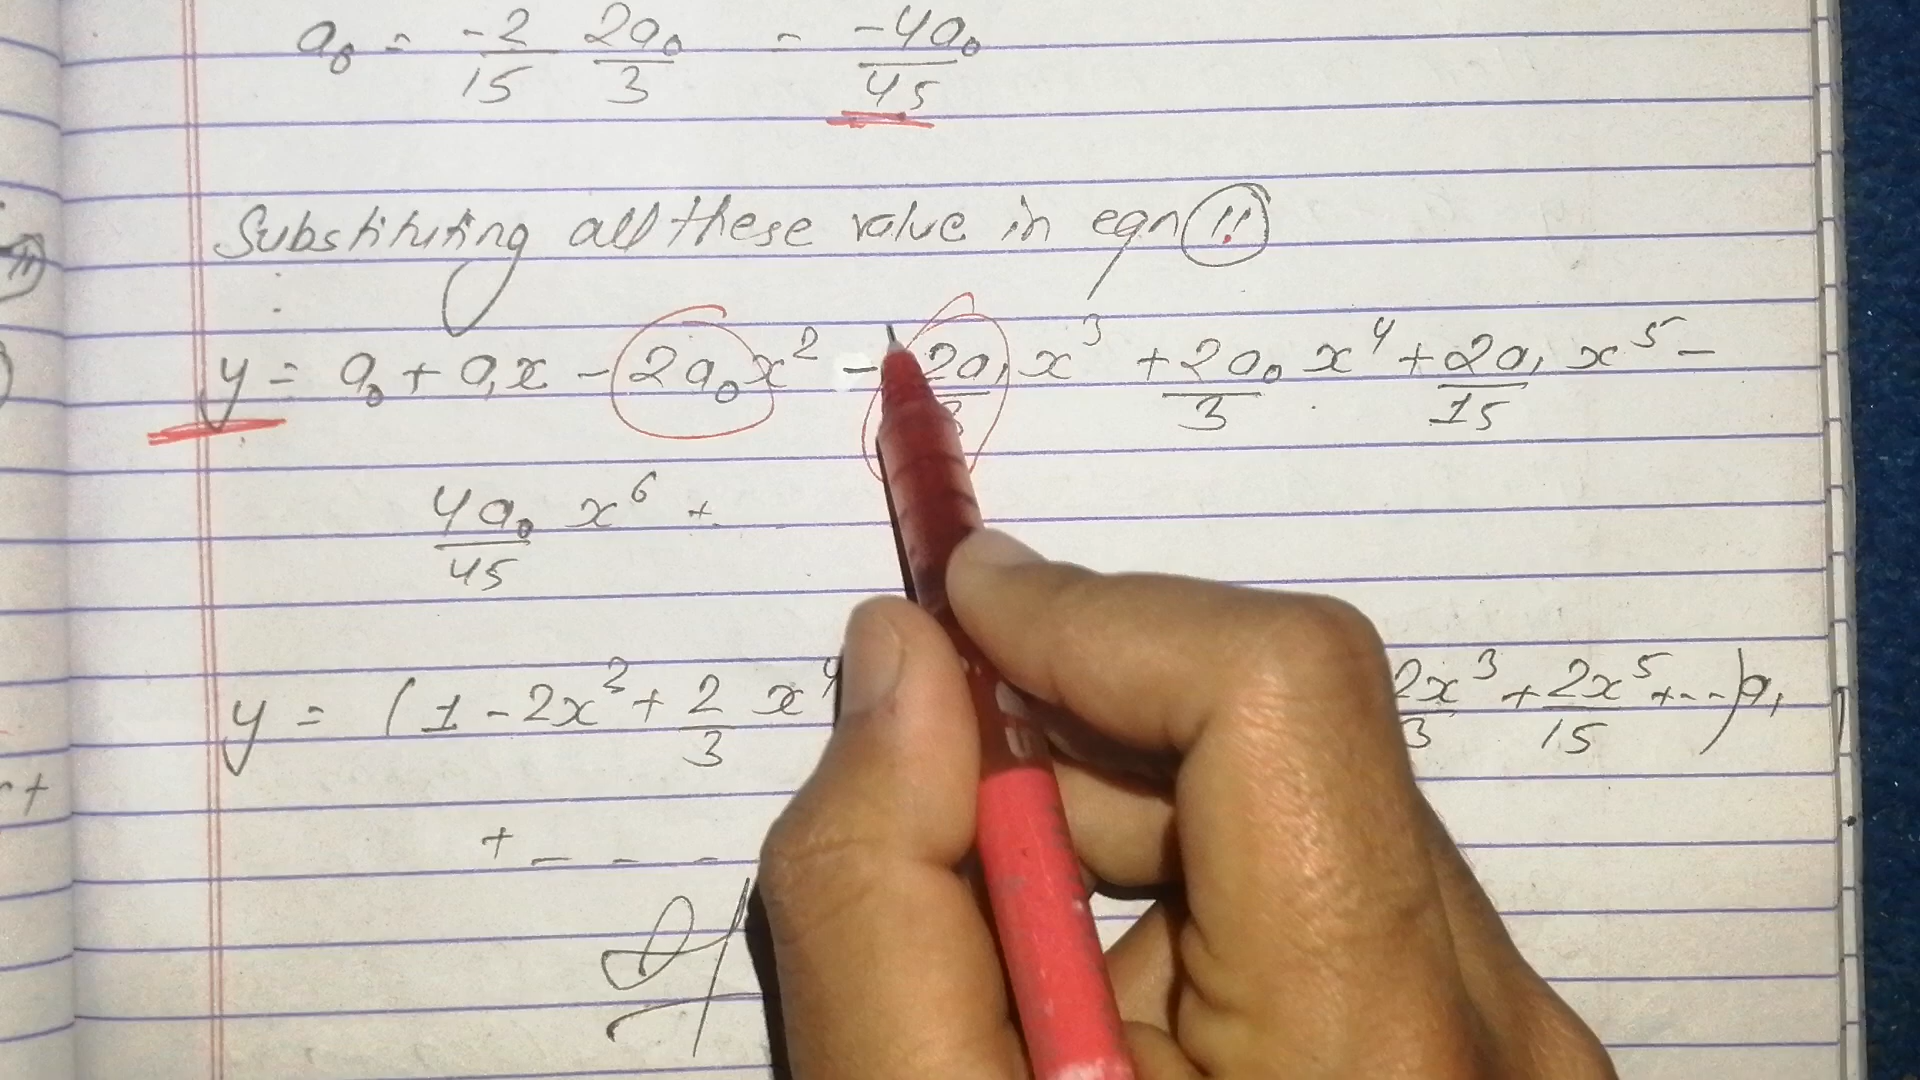 a6 = -2/15 2a0/3 = -4a0/45
Substituting all these value in eqn (11)
y = a0 + a1x - 2a0x² - 2a1/3 x³ + 2a0/3 x⁴ + 2a1/15 x⁵ -
4a0/45 x⁶ +
y = (1 - 2x² + 2/3 x⁴ 2x³/3 + 2x⁵/15 + - -)a1
+ - - -